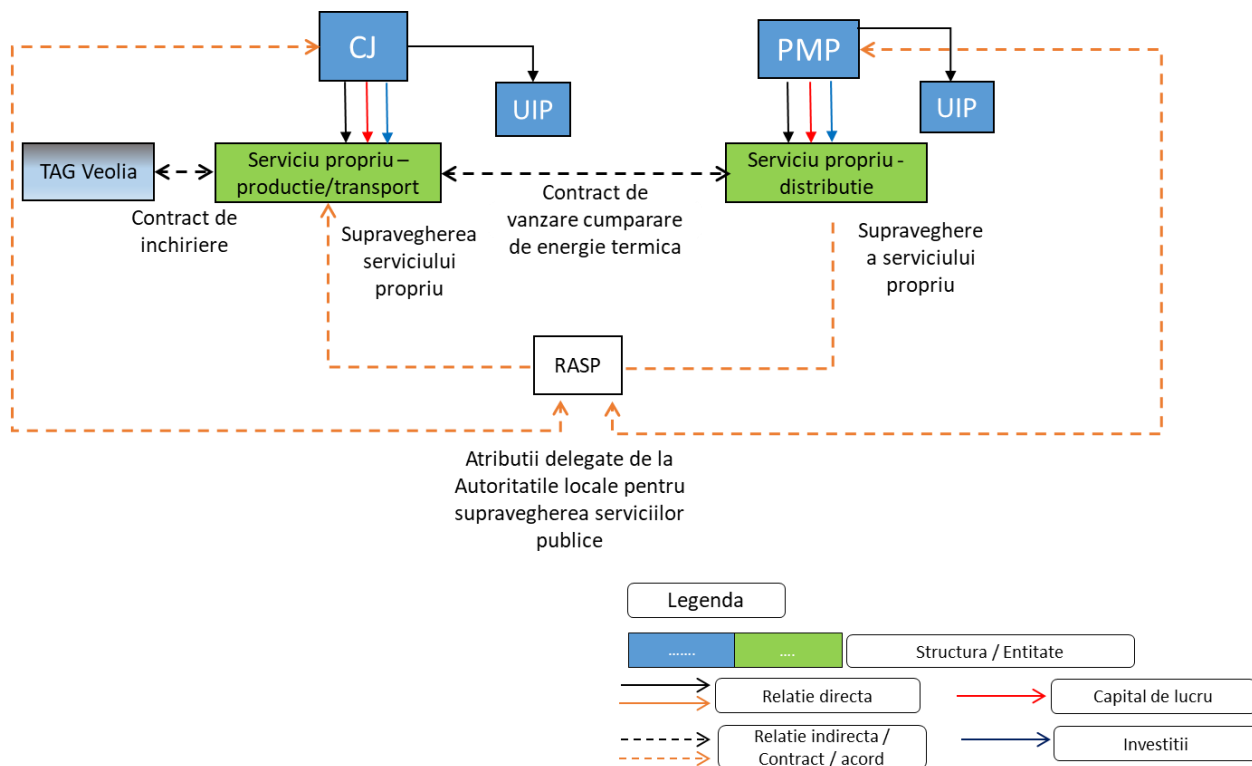 CJ
PMP
UIP
UIP
TAG Veolia
Serviciu propriu –
productie/transport
Serviciu propriu -
distributie
Contract de
inchiriere
Supravegherea
serviciului
propriu
Contract de
vanzare cumparare
de energie termica
Supraveghere
a serviciului
propriu
RASP
Atributii delegate de la
Autoritatile locale pentru
supravegherea serviciilor
publice
Legenda
.......
....
Structura / Entitate
Relatie directa
Capital de lucru
Relatie indirecta /
Contract / acord
Investitii